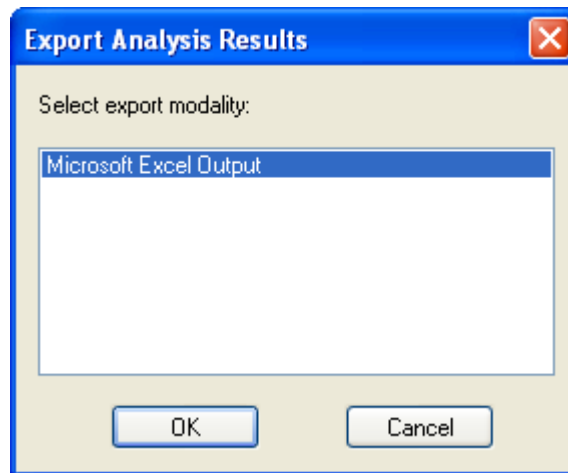 Export Analysis Results
Select export modality:
Microsoft Excel Output
OK
Cancel